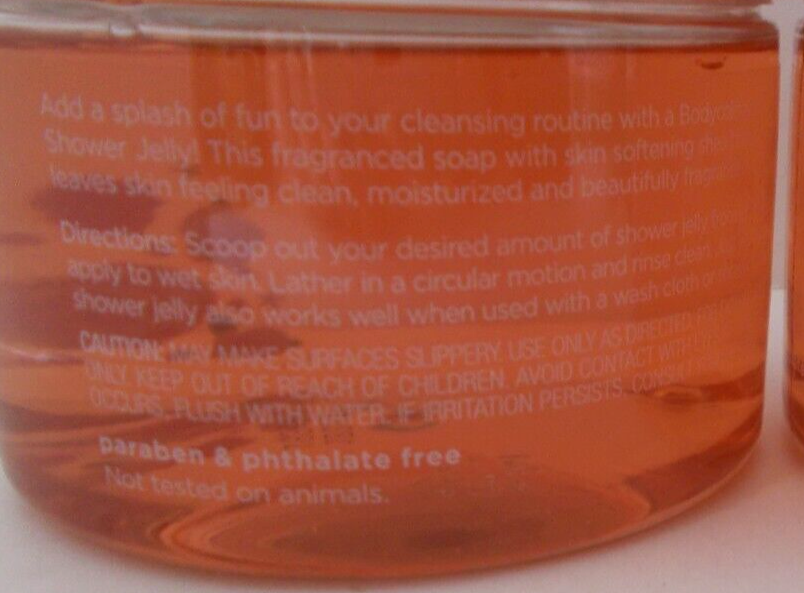 Add a splash of fun to your cleansing routine with a
Shower Jelly! This fragranced soap with skin softening
leaves skin feeling clean, moisturized and beautifully
Directions: Scoop out your desired amount of shower jelly
apply to wet skin. Lather in a circular motion and rinse clean.
shower jelly also works well when used with a wash cloth or
CAUTION: MAY MAKE SURFACES SLIPPERY. USE ONLY AS DIRECTED.
ONLY. KEEP OUT OF REACH OF CHILDREN. AVOID CONTACT WITH
OCCURS, FLUSH WITH WATER. IF IRRITATION PERSISTS,
paraben & phthalate free
Not tested on animals.